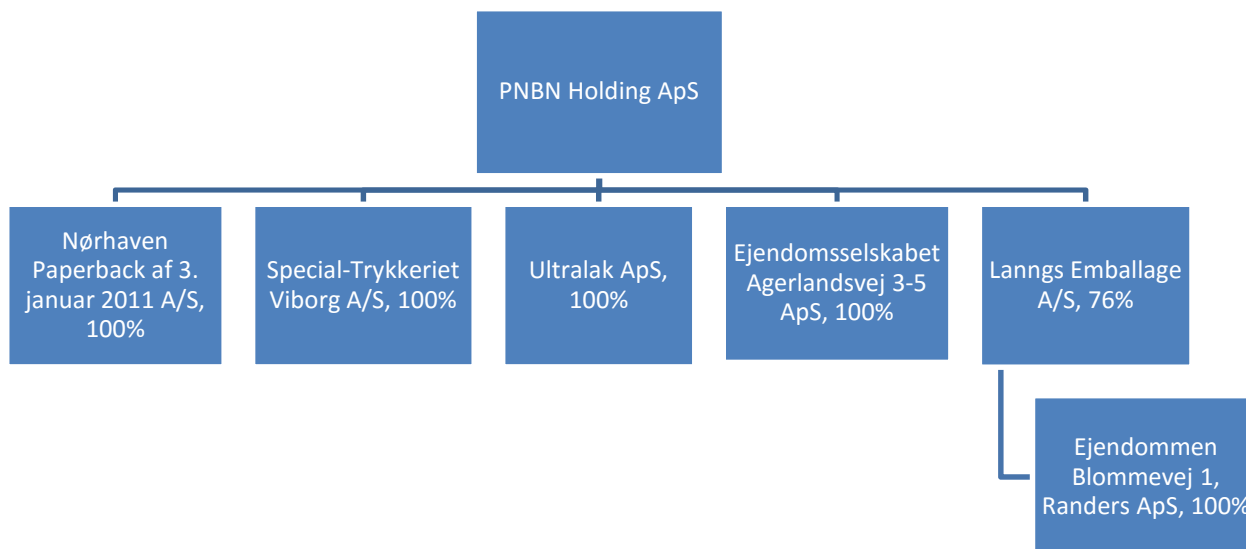 PNBN Holding ApS
Nørhaven
Paperback af 3.
januar 2011 A/S,
100%
Special-Trykkeriet
Viborg A/S, 100%
Ultralak ApS,
100%
Ejendomsselskabet
Agerlandsvej 3-5
ApS, 100%
Lanngs Emballage
A/S, 76%
Ejendommen
Blommevej 1,
Randers ApS, 100%